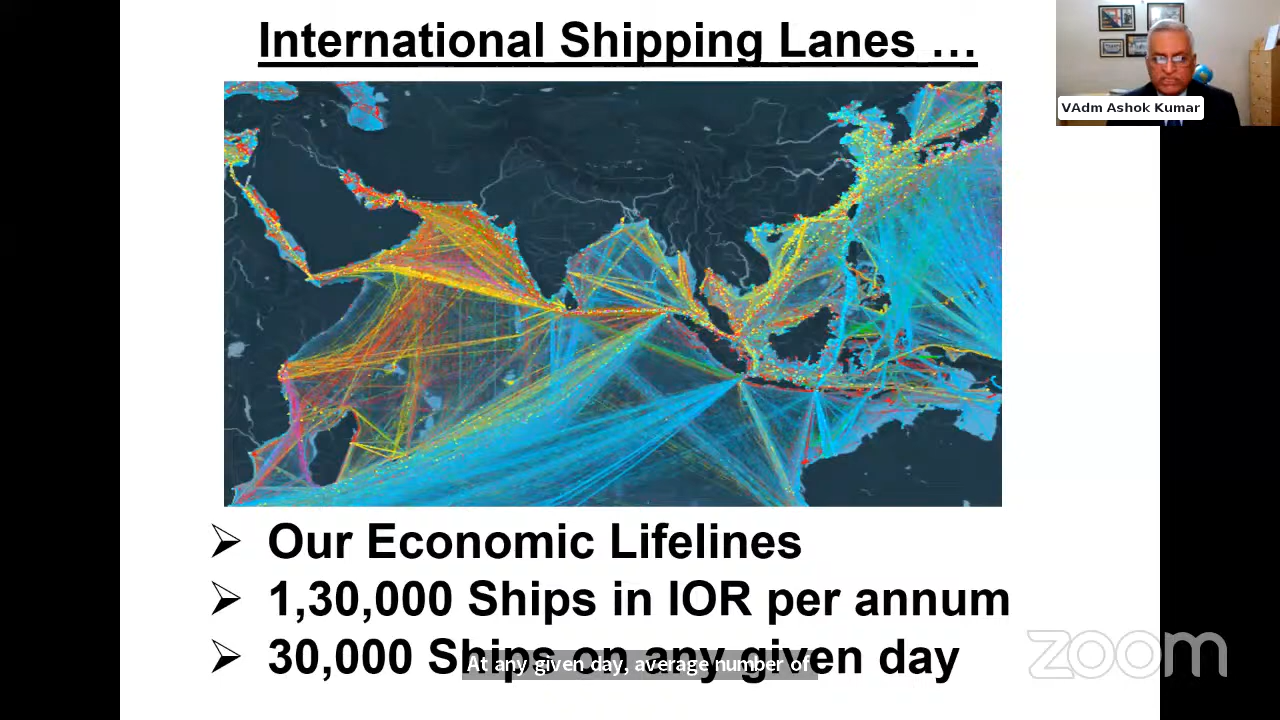 International Shipping Lanes ...
VAdm Ashok Kumar
➢ Our Economic Lifelines
➢ 1,30,000 Ships in IOR per annum
➢ 30,000 Ships on any given day
At any given day, average number of
zoom